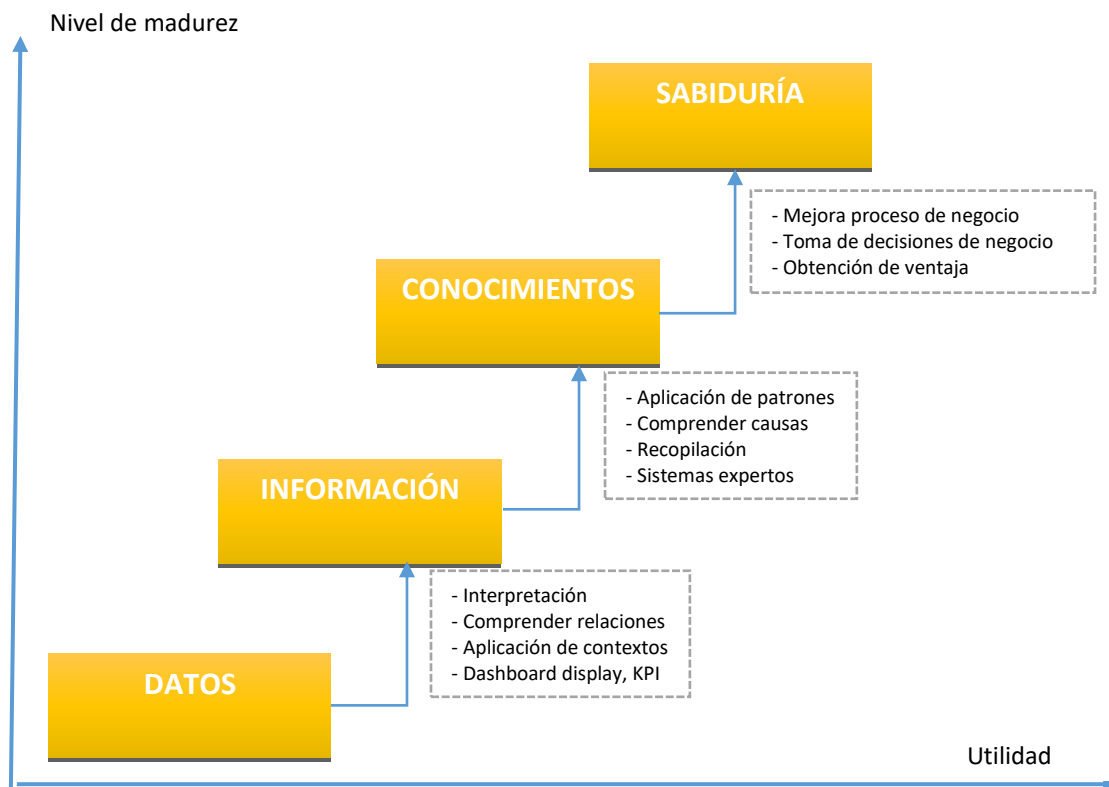 Nivel de madurez
SABIDURÍA
- Mejora proceso de negocio
- Toma de decisiones de negocio
- Obtención de ventaja
CONOCIMIENTOS
- Aplicación de patrones
- Comprender causas
- Recopilación
- Sistemas expertos
INFORMACIÓN
- Interpretación
- Comprender relaciones
- Aplicación de contextos
- Dashboard display, KPI
DATOS
Utilidad